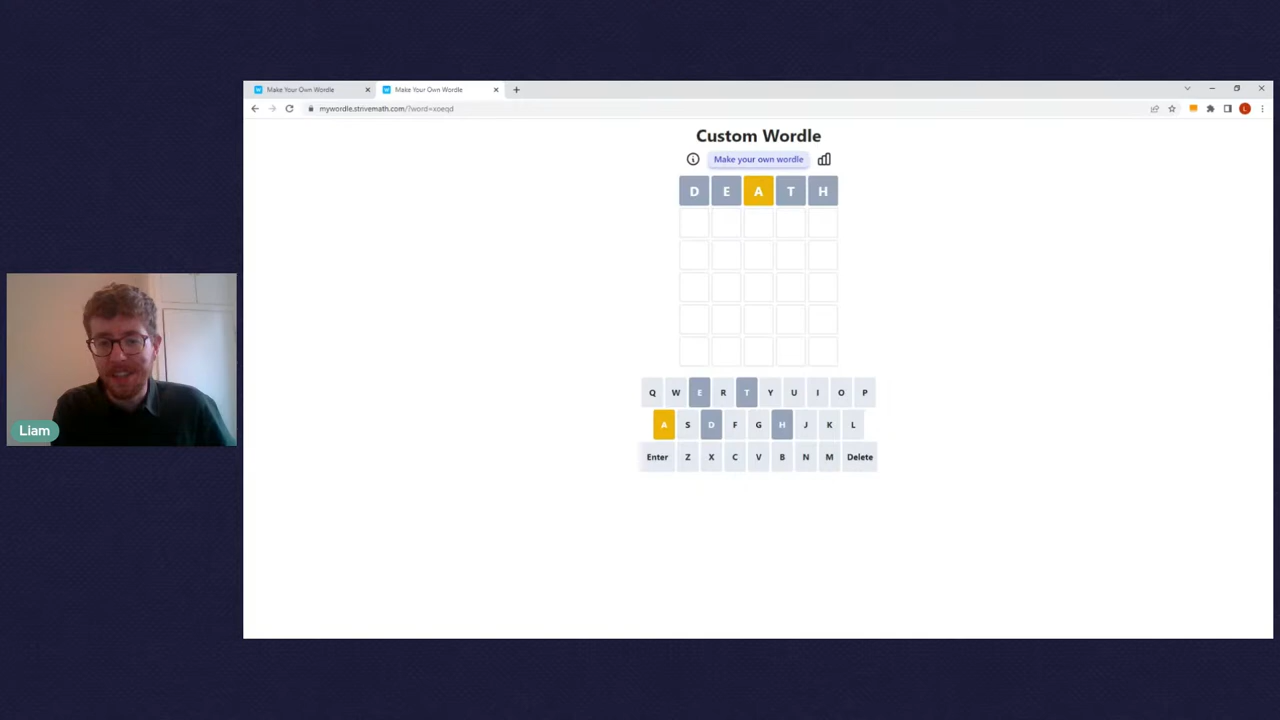 Make Your Own Wordle
Make Your Own Wordle
mywordle.strivemath.com/?word=xoeqd
L
Custom Wordle
Make your own wordle
D E A T H
Q W E R T Y U I O P
A S D F G H J K L
Enter Z X C V B N M Delete
Liam